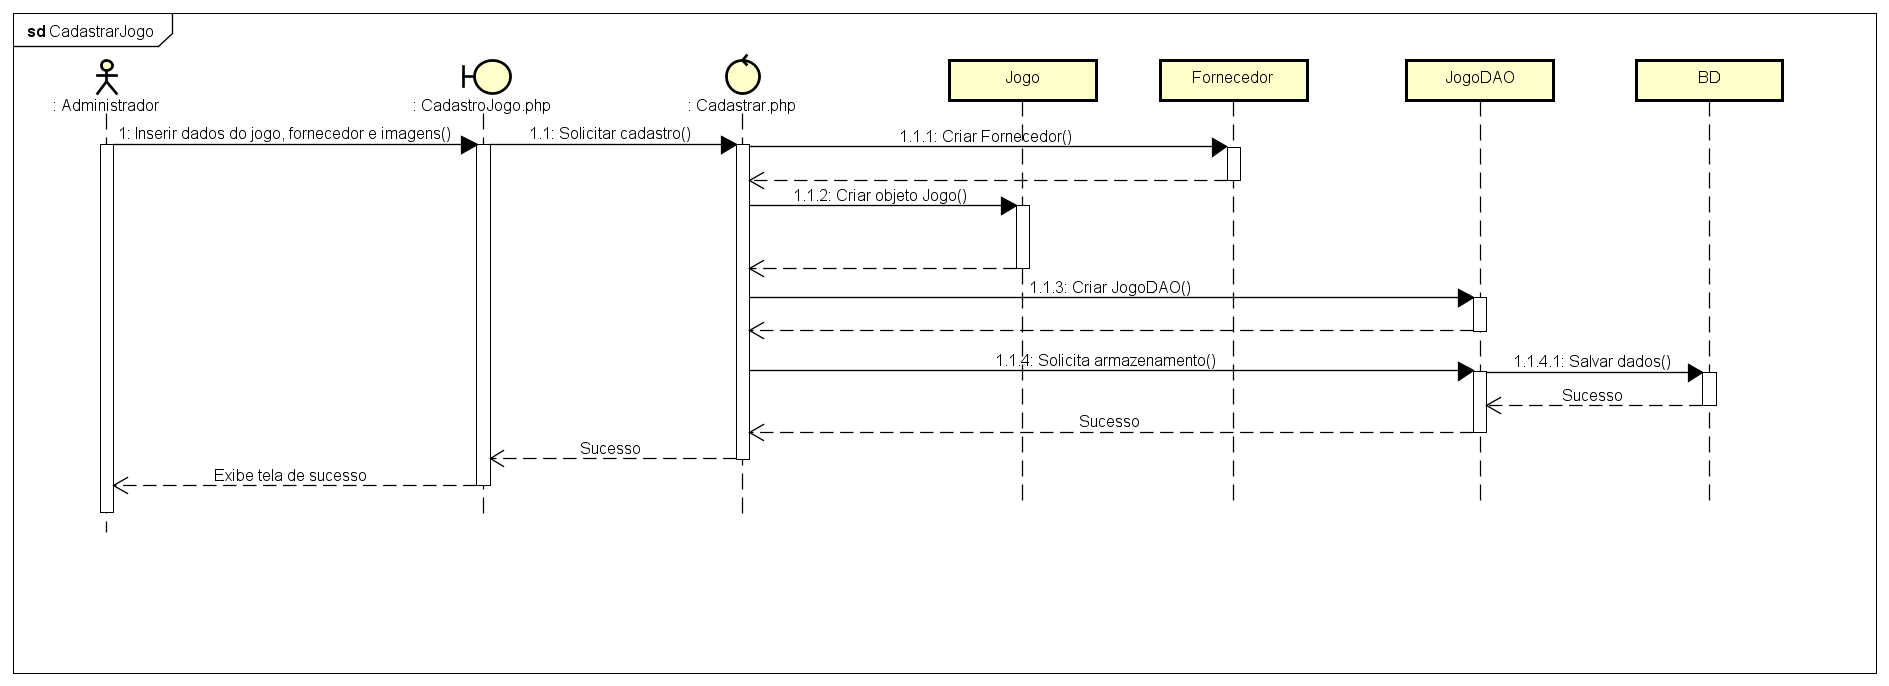 sd CadastrarJogo
: Administrador
: CadastroJogo.php
: Cadastrar.php
Jogo
Fornecedor
JogoDAO
BD
1: Inserir dados do jogo, fornecedor e imagens()
1.1: Solicitar cadastro()
1.1.1: Criar Fornecedor()
1.1.2: Criar objeto Jogo()
1.1.3: Criar JogoDAO()
1.1.4: Solicita armazenamento()
1.1.4.1: Salvar dados()
Sucesso
Sucesso
Sucesso
Exibe tela de sucesso